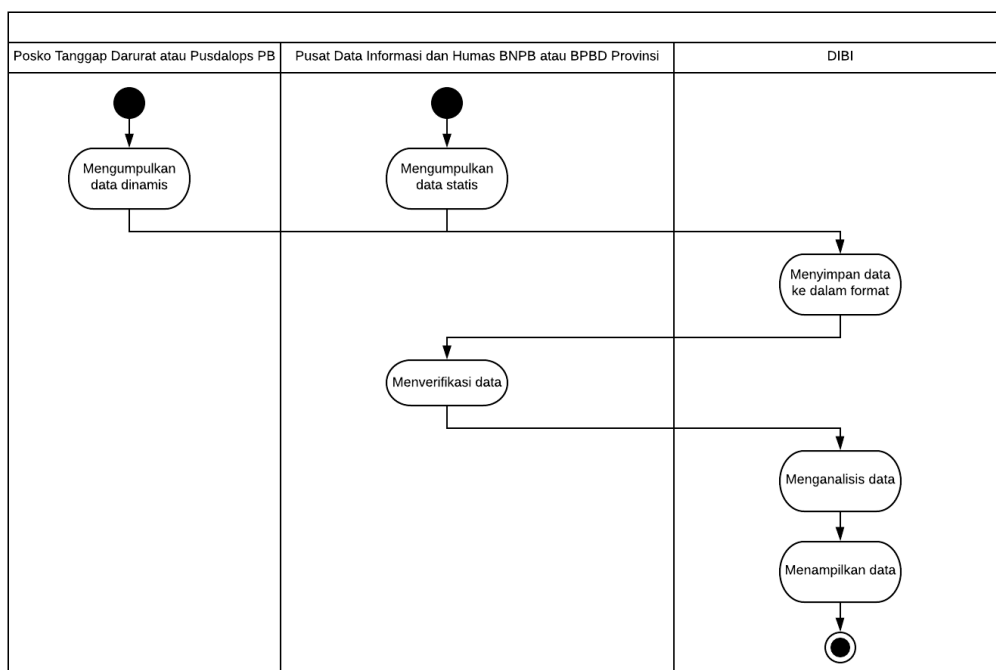 Posko Tanggap Darurat atau Pusdalops PB
Pusat Data Informasi dan Humas BNPB atau BPBD Provinsi
DIBI
Mengumpulkan
data dinamis
Mengumpulkan
data statis
Menyimpan data
ke dalam format
Menverifikasi data
Menganalisis data
Menampilkan data